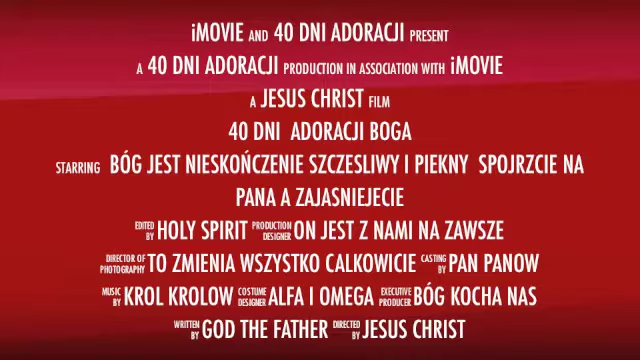 iMOVIE AND 40 DNI ADORACJI PRESENT
A 40 DNI ADORACJI PRODUCTION IN ASSOCIATION WITH iMOVIE
A JESUS CHRIST FILM
40 DNI ADORACJI BOGA
STARRING BÓG JEST NIESKOŃCZENIE SZCZESLIWY I PIEKNY SPOJRZCIE NA
PANA A ZAJASNIEJECIE
EDITED BY HOLY SPIRIT PRODUCTION DESIGNER ON JEST Z NAMI NA ZAWSZE
DIRECTOR OF PHOTOGRAPHY TO ZMIENIA WSZYSTKO CALKOWICIE CASTING BY PAN PANOW
MUSIC BY KROL KROLOW COSTUME DESIGNER ALFA I OMEGA EXECUTIVE PRODUCER BÓG KOCHA NAS
WRITTEN BY GOD THE FATHER DIRECTED BY JESUS CHRIST